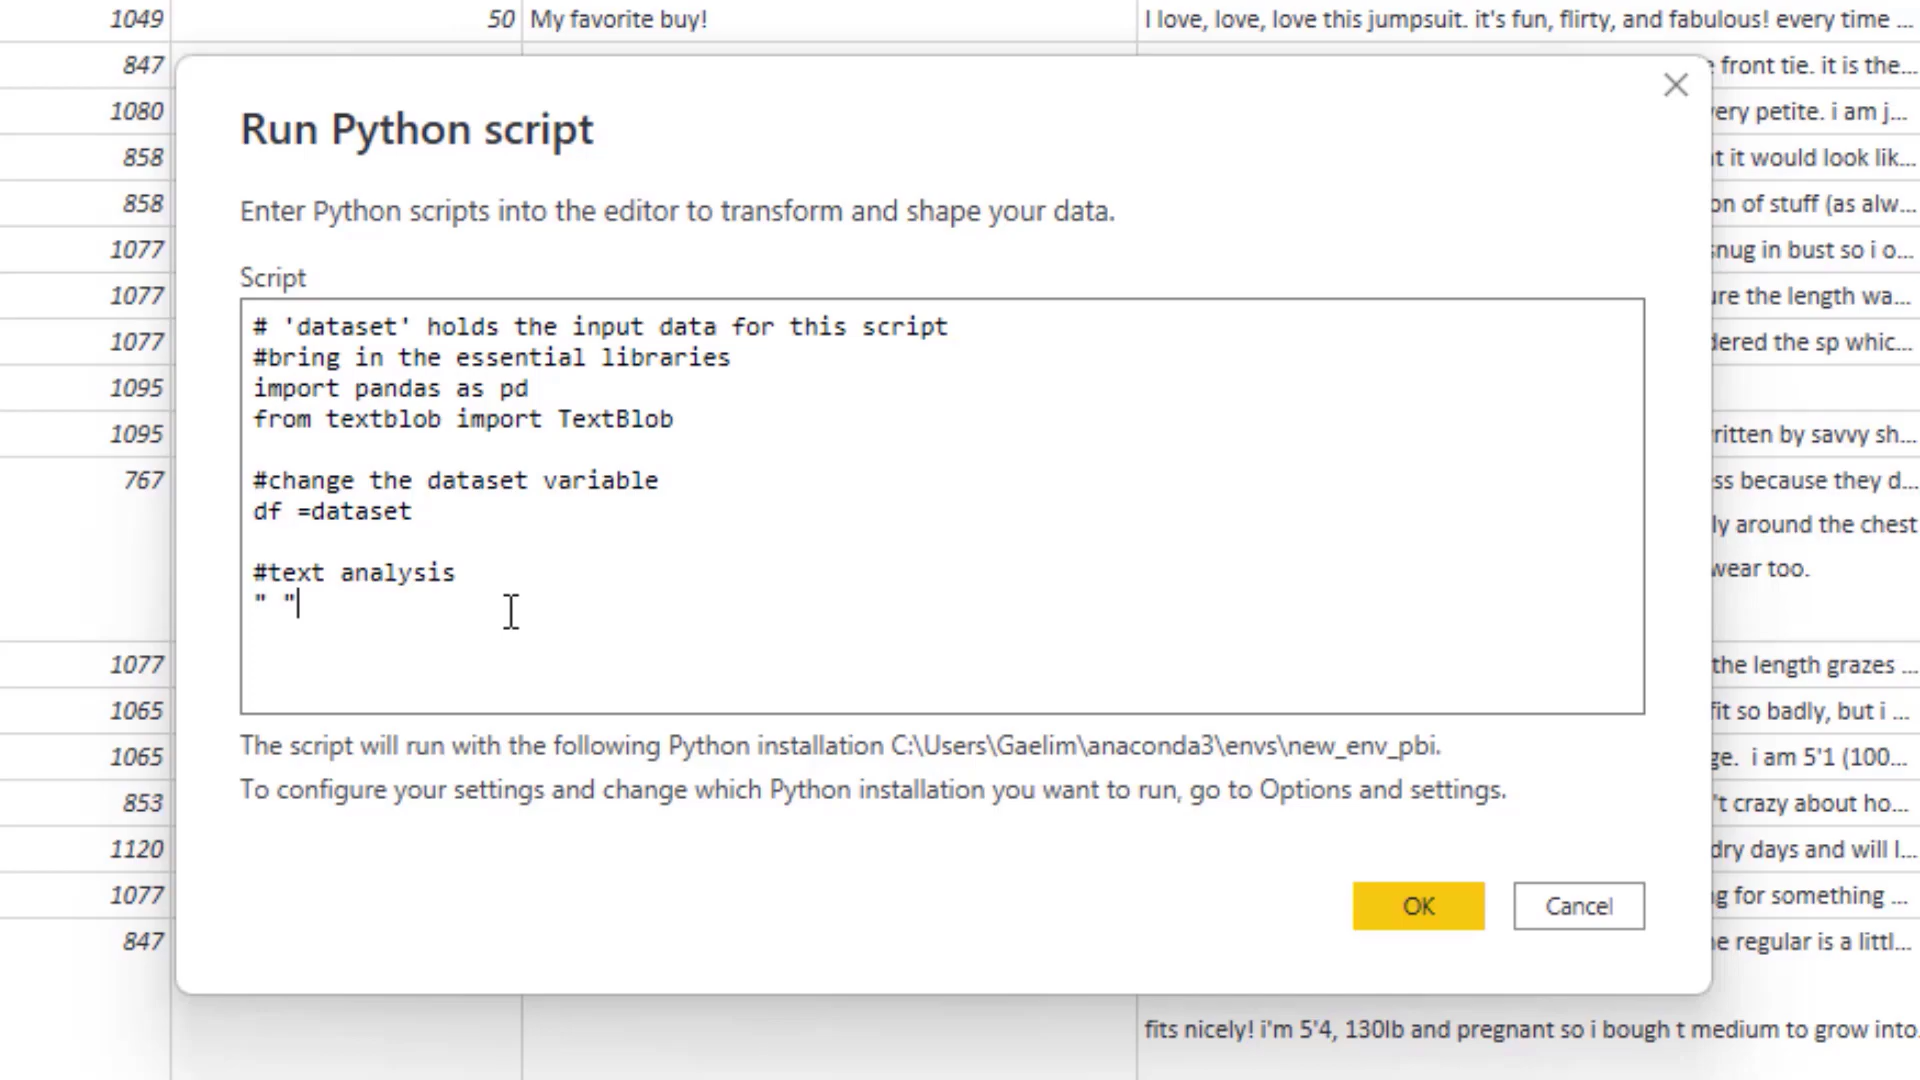 1049 50 My favorite buy! I love, love, love this jumpsuit. it's fun, flirty, and fabulous! every time ...
847 front tie. it is the...
Run Python script
1080 very petite. i am j...
858 t it would look lik...
Enter Python scripts into the editor to transform and shape your data.
858 on of stuff (as alw...
1077 snug in bust so i o...
Script
1077 ure the length wa...
# 'dataset' holds the input data for this script
1077 dered the sp whic...
#bring in the essential libraries
1095
import pandas as pd
from textblob import TextBlob
1095 ritten by savvy sh...
767 ss because they d...
#change the dataset variable
df =dataset
ly around the chest
#text analysis
wear too.
" "
1077 the length grazes ...
1065 fit so badly, but i ...
The script will run with the following Python installation C:\Users\Gaelim\anaconda3\envs\new_env_pbi.
1065 ge. i am 5'1 (100...
To configure your settings and change which Python installation you want to run, go to Options and settings.
853 't crazy about ho...
1120 dry days and will l...
1077 g for something ...
OK Cancel
847 e regular is a littl...
fits nicely! i'm 5'4, 130lb and pregnant so i bough t medium to grow into.